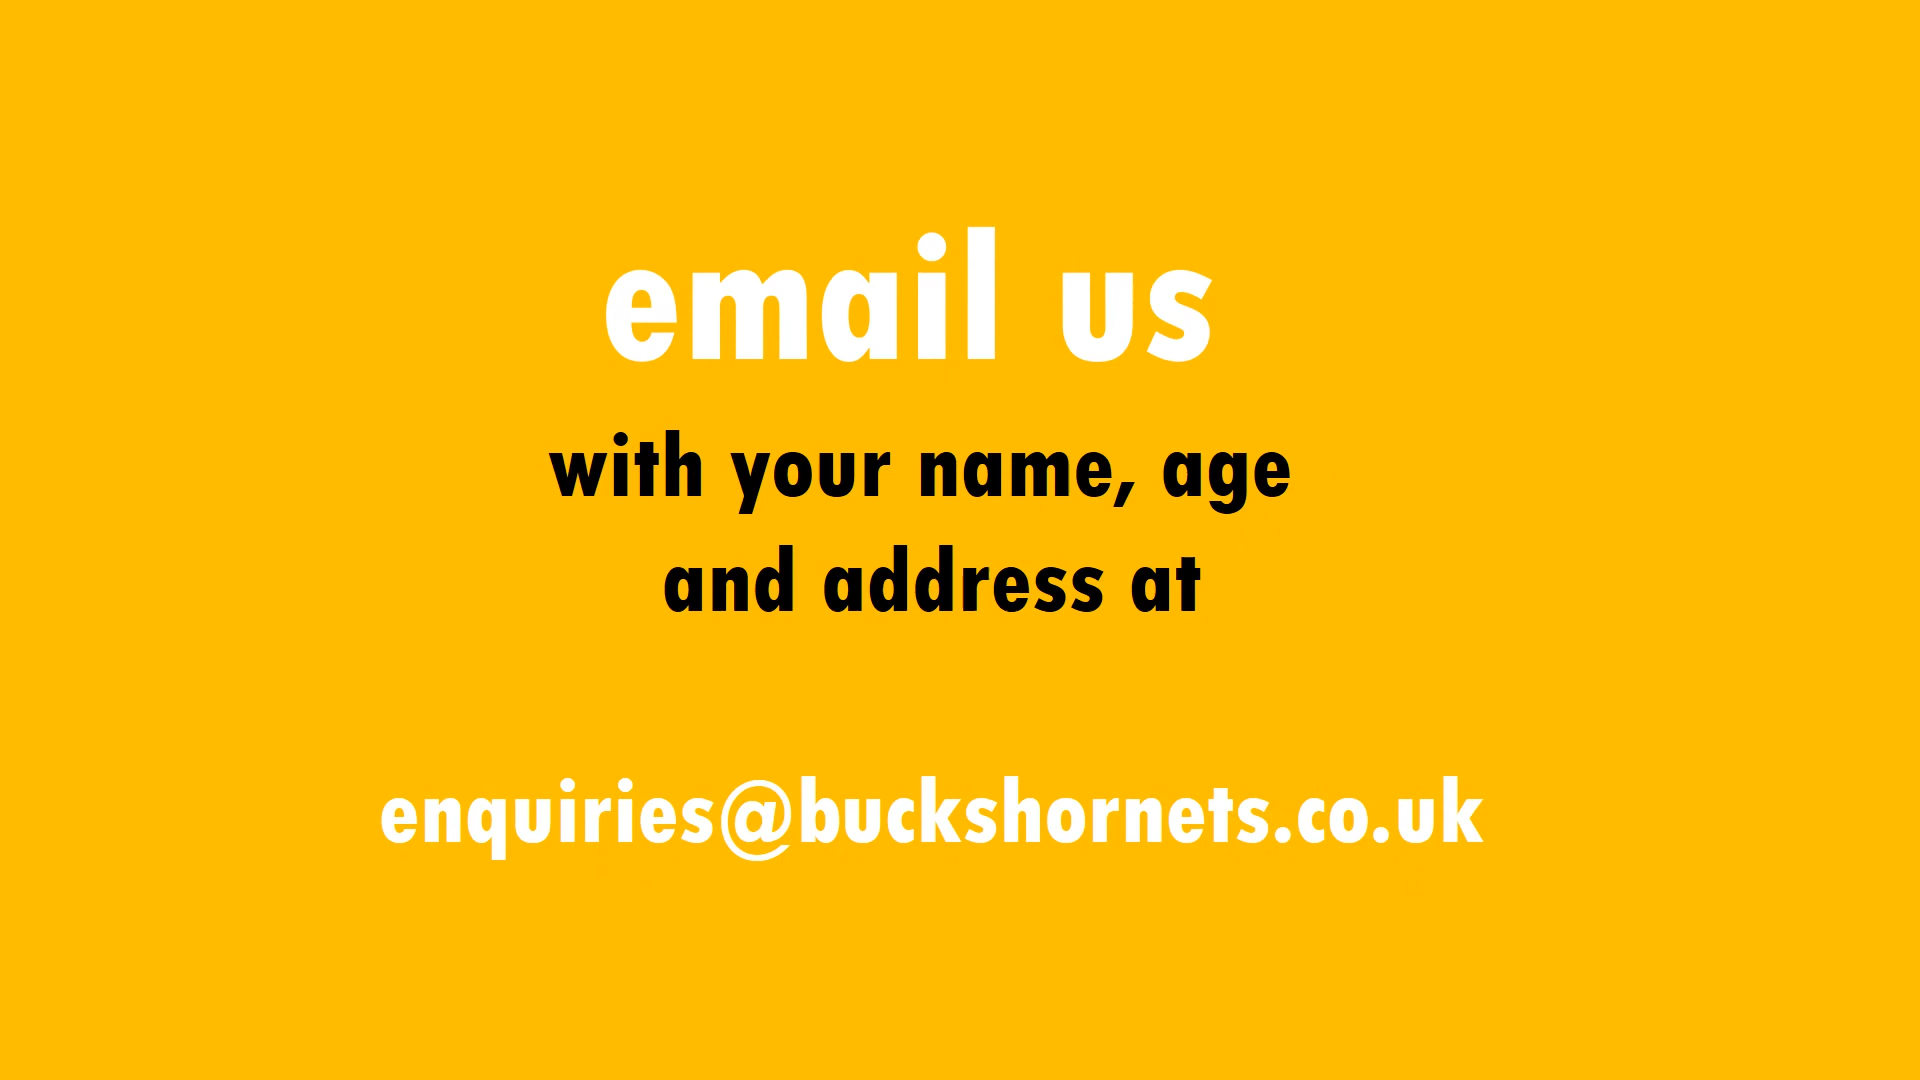 email us
with your name, age
and address at
enquiries@buckshornets.co.uk